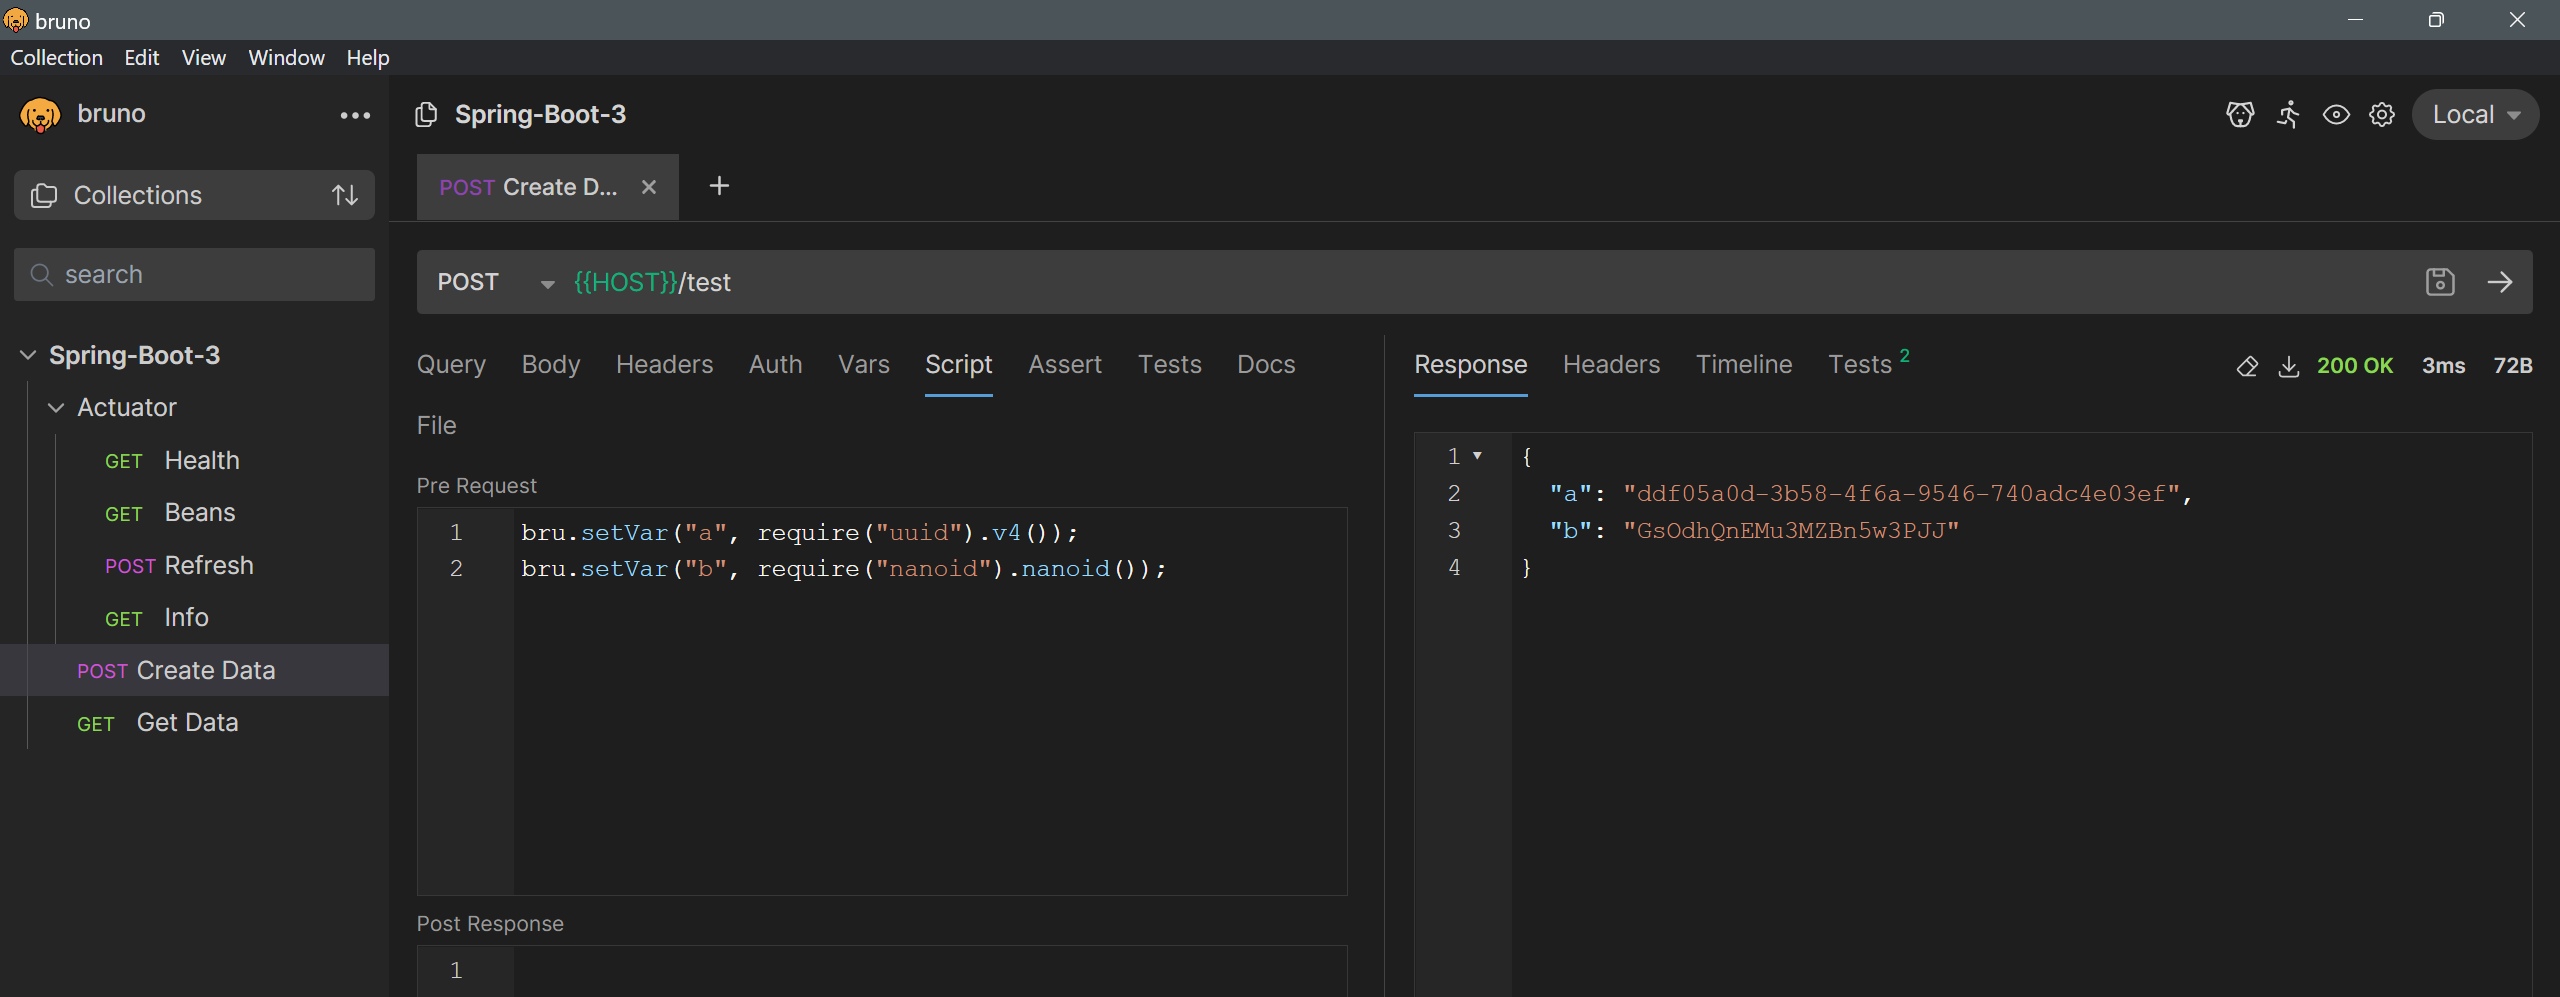 bruno
Collection Edit View Window Help
bruno
Collections
search
Spring-Boot-3
Actuator
GET Health
GET Beans
POST Refresh
GET Info
POST Create Data
GET Get Data
Spring-Boot-3
Local
POST Create D...
POST {{HOST}}/test
Query Body Headers Auth Vars Script Assert Tests Docs
File
Pre Request
1 bru.setVar("a", require("uuid").v4());
2 bru.setVar("b", require("nanoid").nanoid());
Post Response
1
Response Headers Timeline Tests 2 200 OK 3ms 72B
1 {
2 "a": "ddf05a0d-3b58-4f6a-9546-740adc4e03ef",
3 "b": "GsOdhQnEMu3MZBn5w3PJJ"
4 }